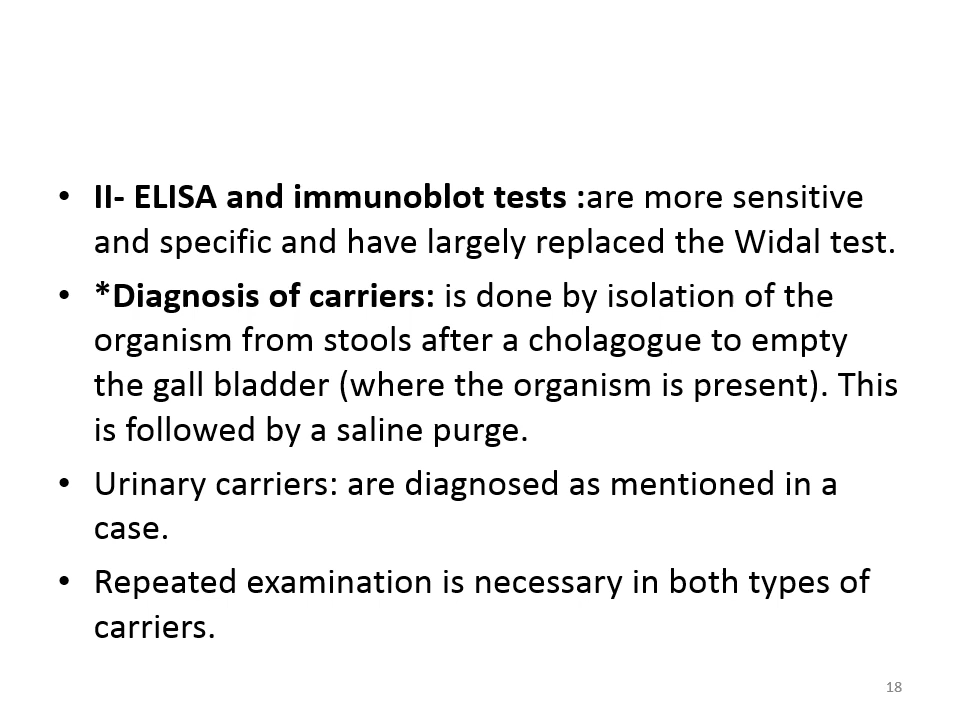 • II- ELISA and immunoblot tests :are more sensitive
and specific and have largely replaced the Widal test.
• *Diagnosis of carriers: is done by isolation of the
organism from stools after a cholagogue to empty
the gall bladder (where the organism is present). This
is followed by a saline purge.
• Urinary carriers: are diagnosed as mentioned in a
case.
• Repeated examination is necessary in both types of
carriers.
18